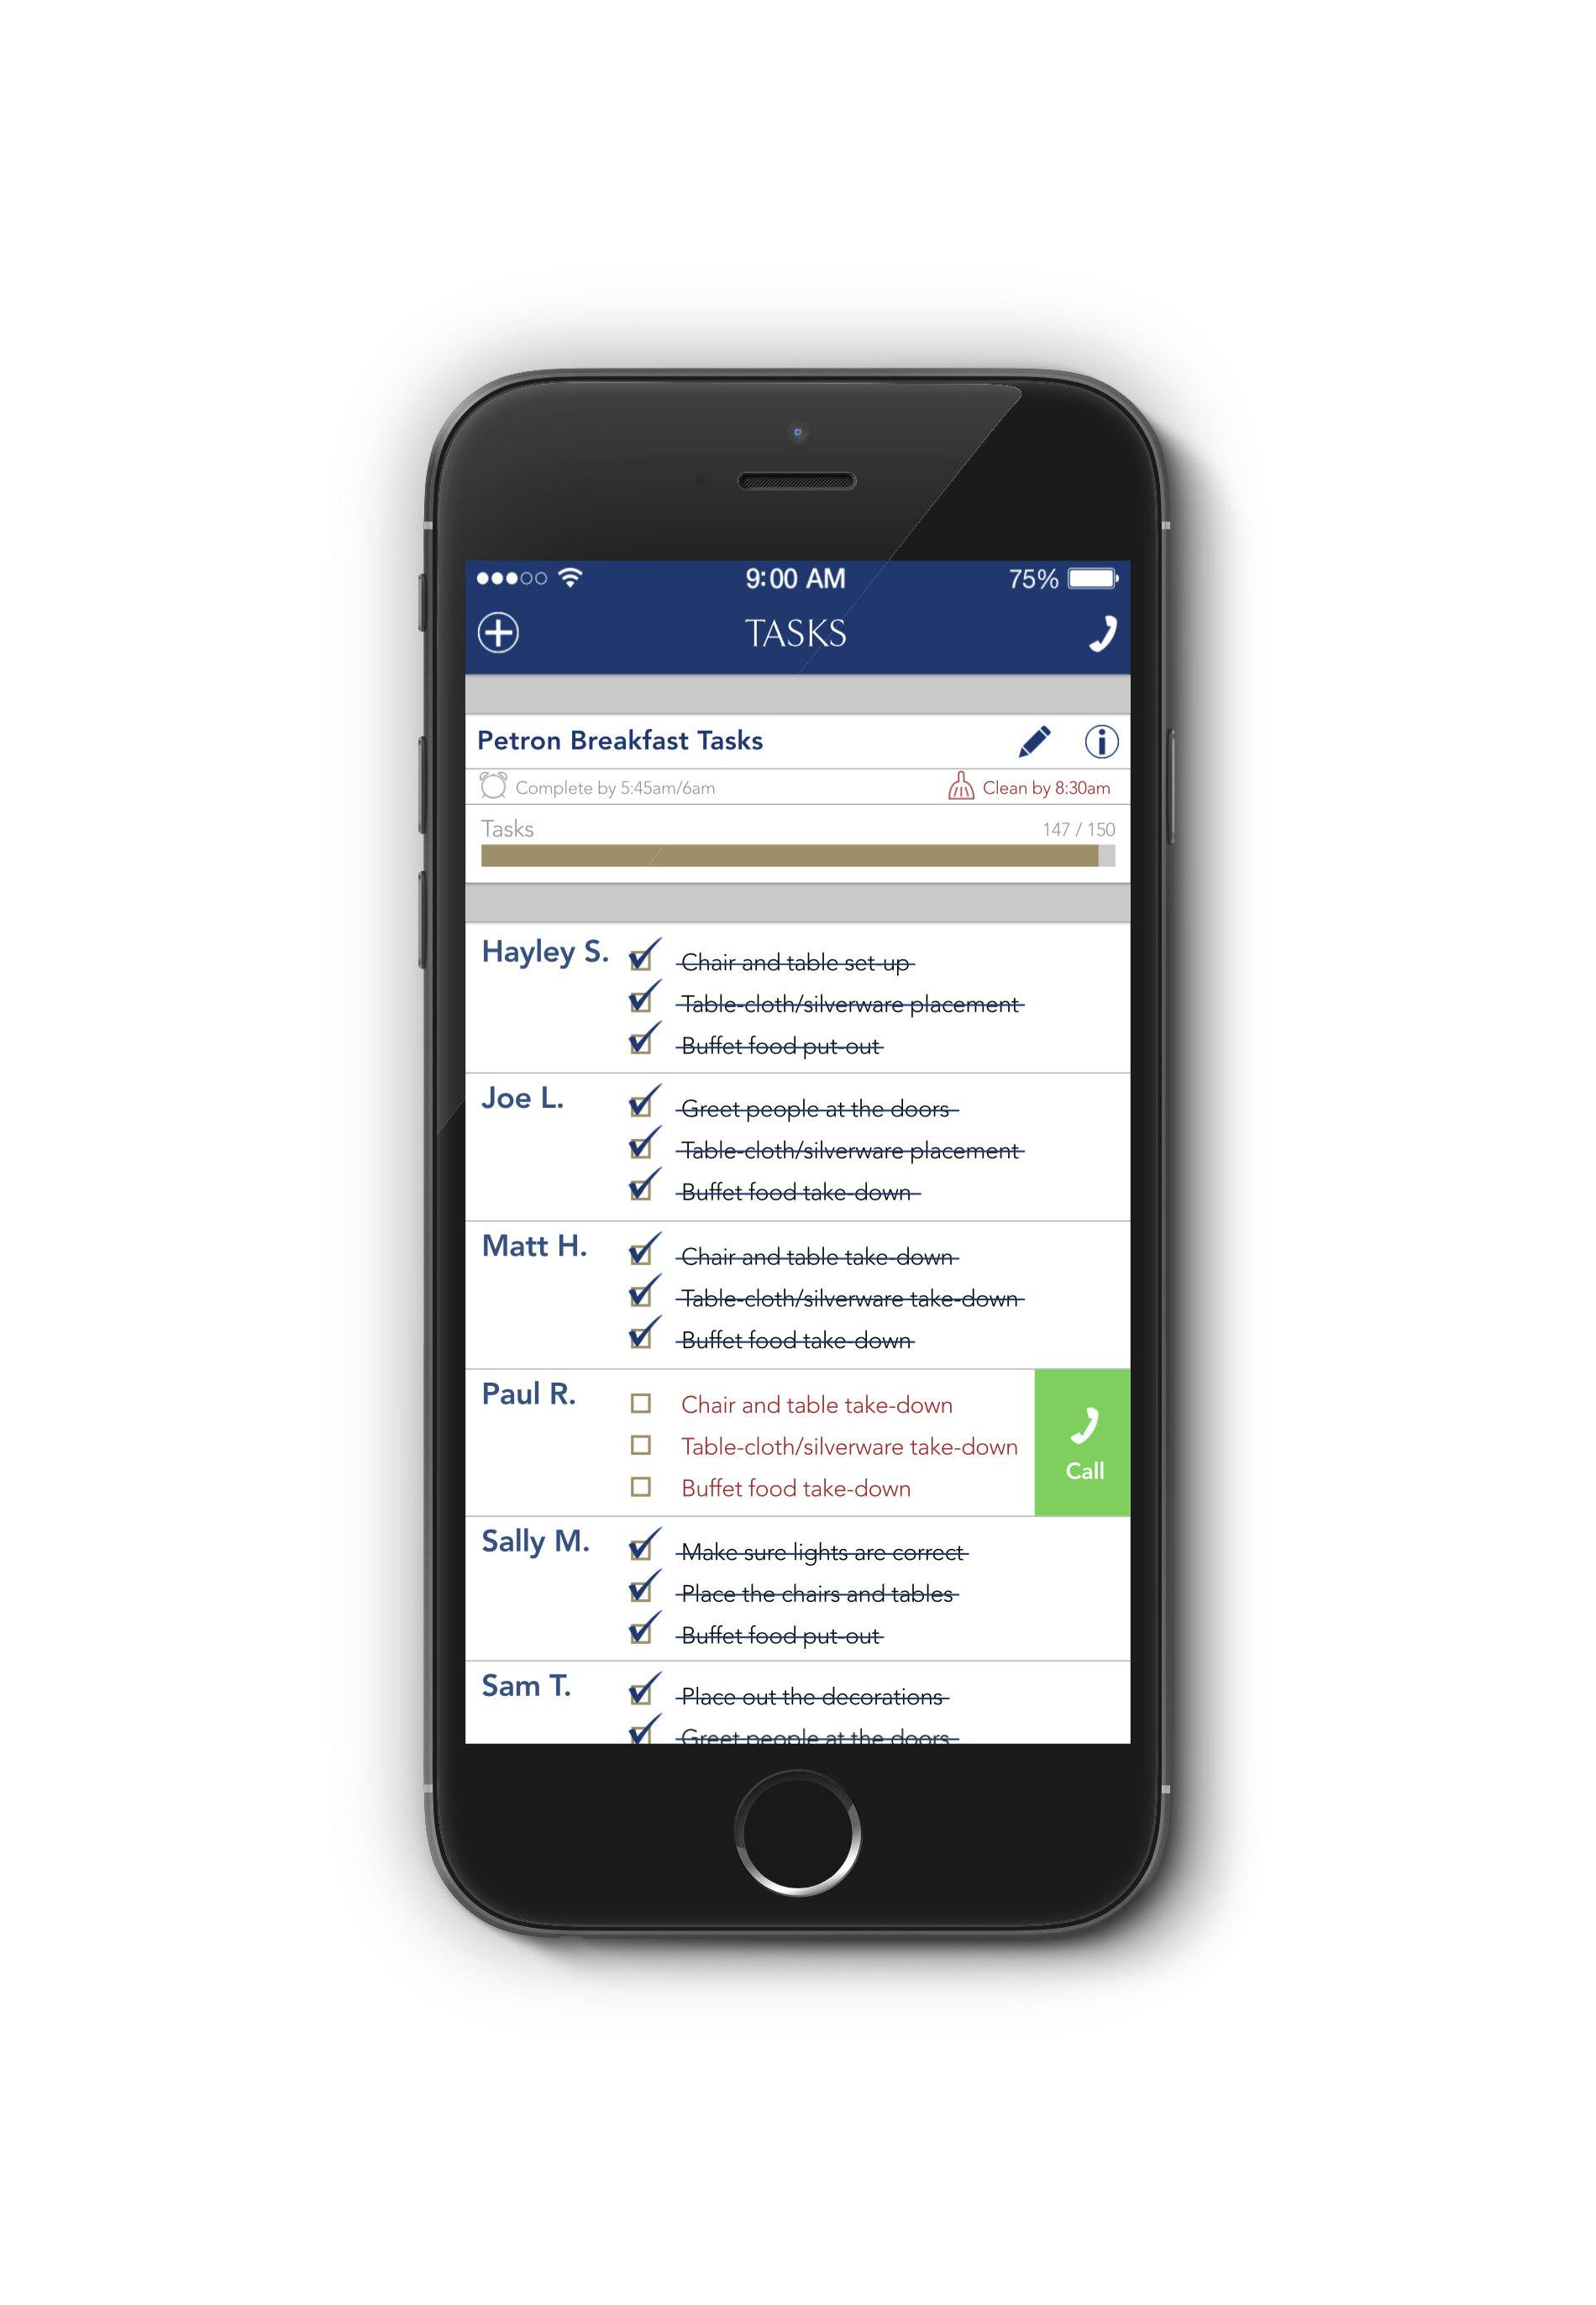 9:00 AM 75%
TASKS
Petron Breakfast Tasks
Complete by 5:45am/6am Clean by 8:30am
Tasks 147 / 150
Hayley S. Chair and table set-up
Table-cloth/silverware placement
Buffet food put-out
Joe L. Greet people at the doors
Table-cloth/silverware placement
Buffet food take-down
Matt H. Chair and table take-down
Table-cloth/silverware take-down
Buffet food take-down
Paul R. Chair and table take-down
Table-cloth/silverware take-down
Buffet food take-down
Call
Sally M. Make sure lights are correct
Place the chairs and tables
Buffet food put-out
Sam T. Place out the decorations
Greet people at the doors